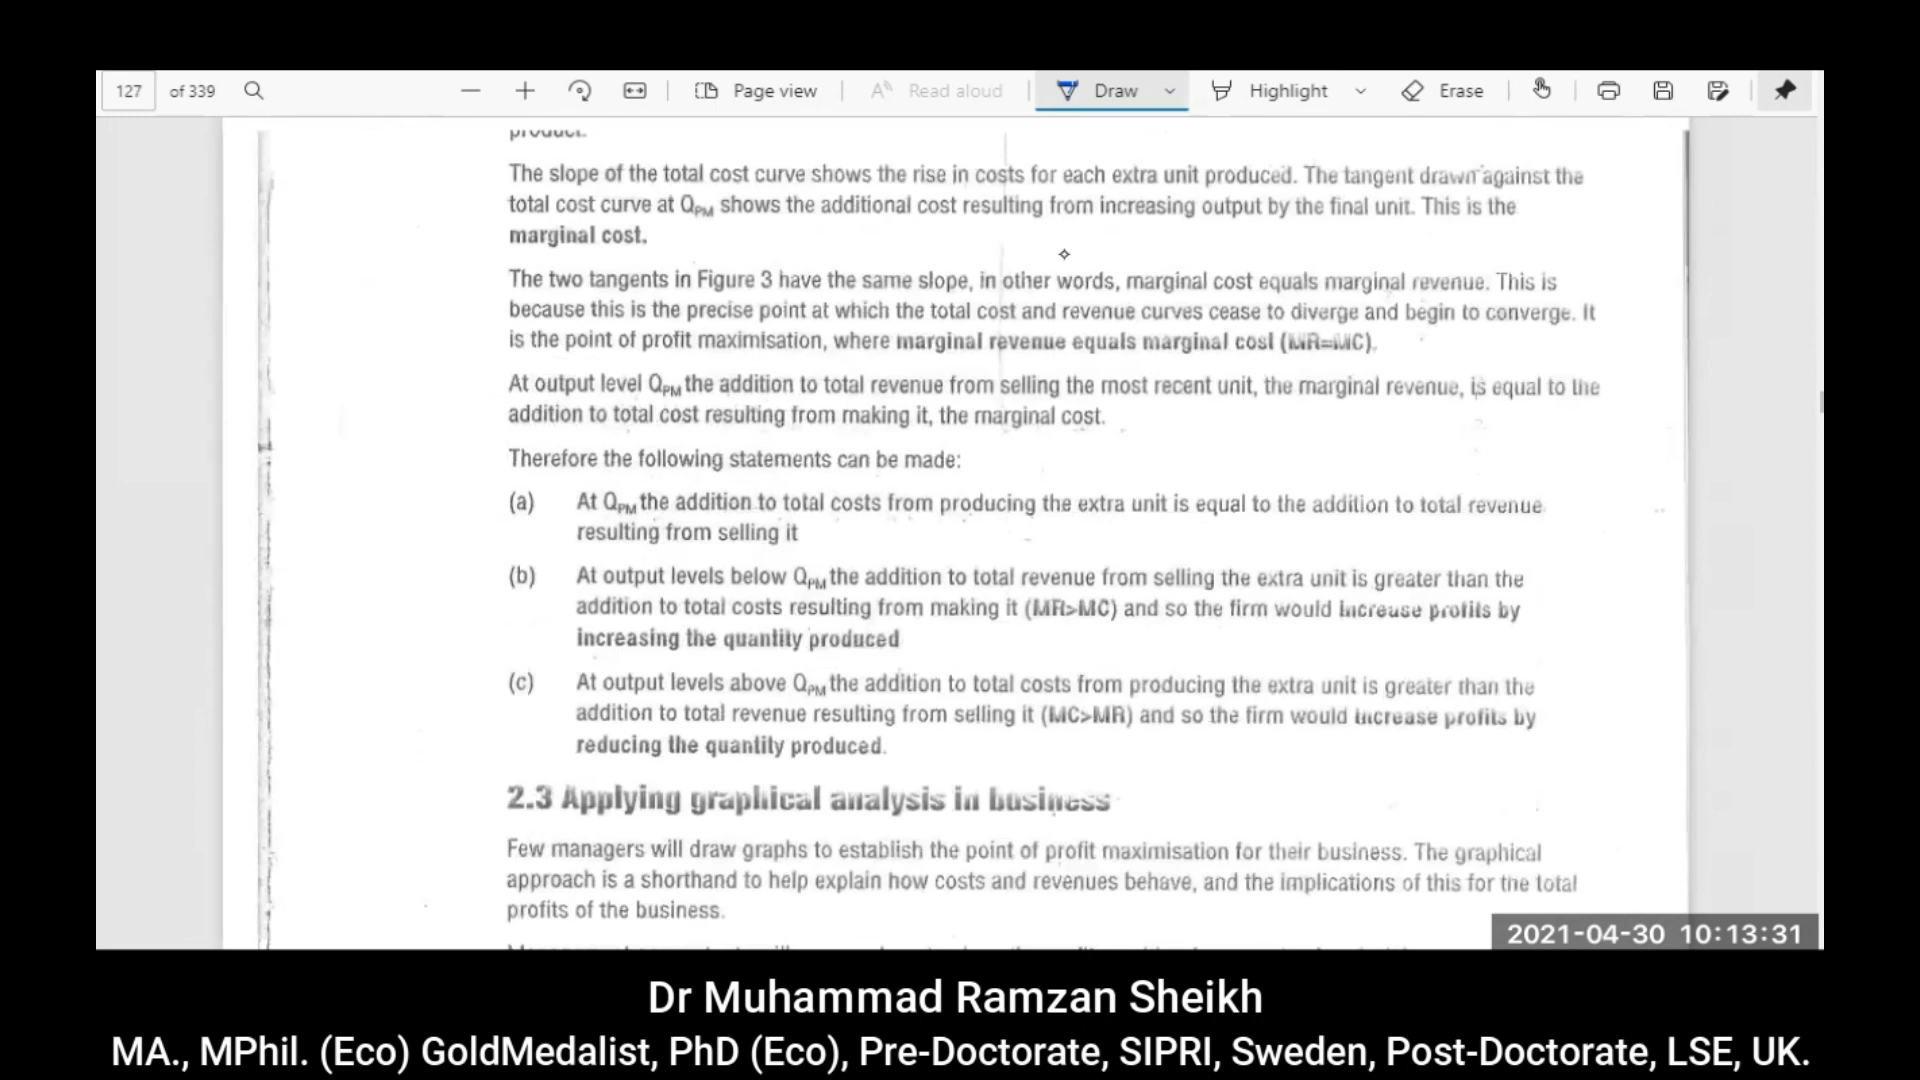 127 of 339 Page view Read aloud Draw Highlight Erase
product.
The slope of the total cost curve shows the rise in costs for each extra unit produced. The tangent drawn against the
total cost curve at QPM shows the additional cost resulting from increasing output by the final unit. This is the
marginal cost.
The two tangents in Figure 3 have the same slope, in other words, marginal cost equals marginal revenue. This is
because this is the precise point at which the total cost and revenue curves cease to diverge and begin to converge. It
is the point of profit maximisation, where marginal revenue equals marginal cost (MR=MC).
At output level QPM the addition to total revenue from selling the most recent unit, the marginal revenue, is equal to the
addition to total cost resulting from making it, the marginal cost.
Therefore the following statements can be made:
(a) At QPM the addition to total costs from producing the extra unit is equal to the addition to total revenue
resulting from selling it
(b) At output levels below QPM the addition to total revenue from selling the extra unit is greater than the
addition to total costs resulting from making it (MR>MC) and so the firm would increase profits by
increasing the quantity produced
(c) At output levels above QPM the addition to total costs from producing the extra unit is greater than the
addition to total revenue resulting from selling it (MC>MR) and so the firm would increase profits by
reducing the quantity produced.
2.3 Applying graphical analysis in business
Few managers will draw graphs to establish the point of profit maximisation for their business. The graphical
approach is a shorthand to help explain how costs and revenues behave, and the implications of this for the total
profits of the business.
2021-04-30 10:13:31
Dr Muhammad Ramzan Sheikh
MA., MPhil. (Eco) GoldMedalist, PhD (Eco), Pre-Doctorate, SIPRI, Sweden, Post-Doctorate, LSE, UK.